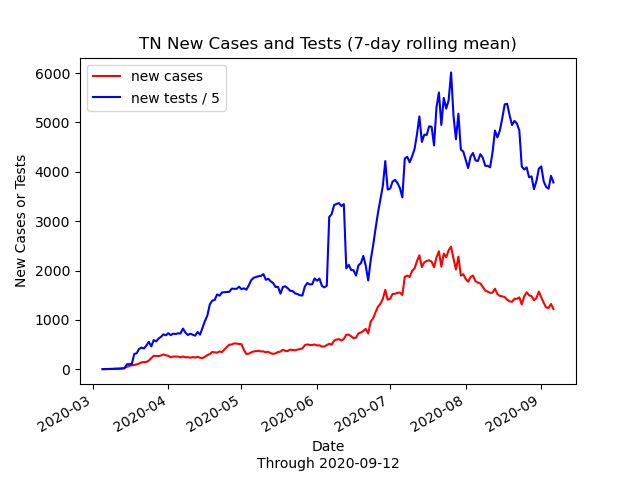 TN New Cases and Tests (7-day rolling mean)
new cases
new tests / 5
New Cases or Tests
6000
5000
4000
3000
2000
1000
0
2020-03
2020-04
2020-05
2020-06
2020-07
2020-08
2020-09
Date
Through 2020-09-12